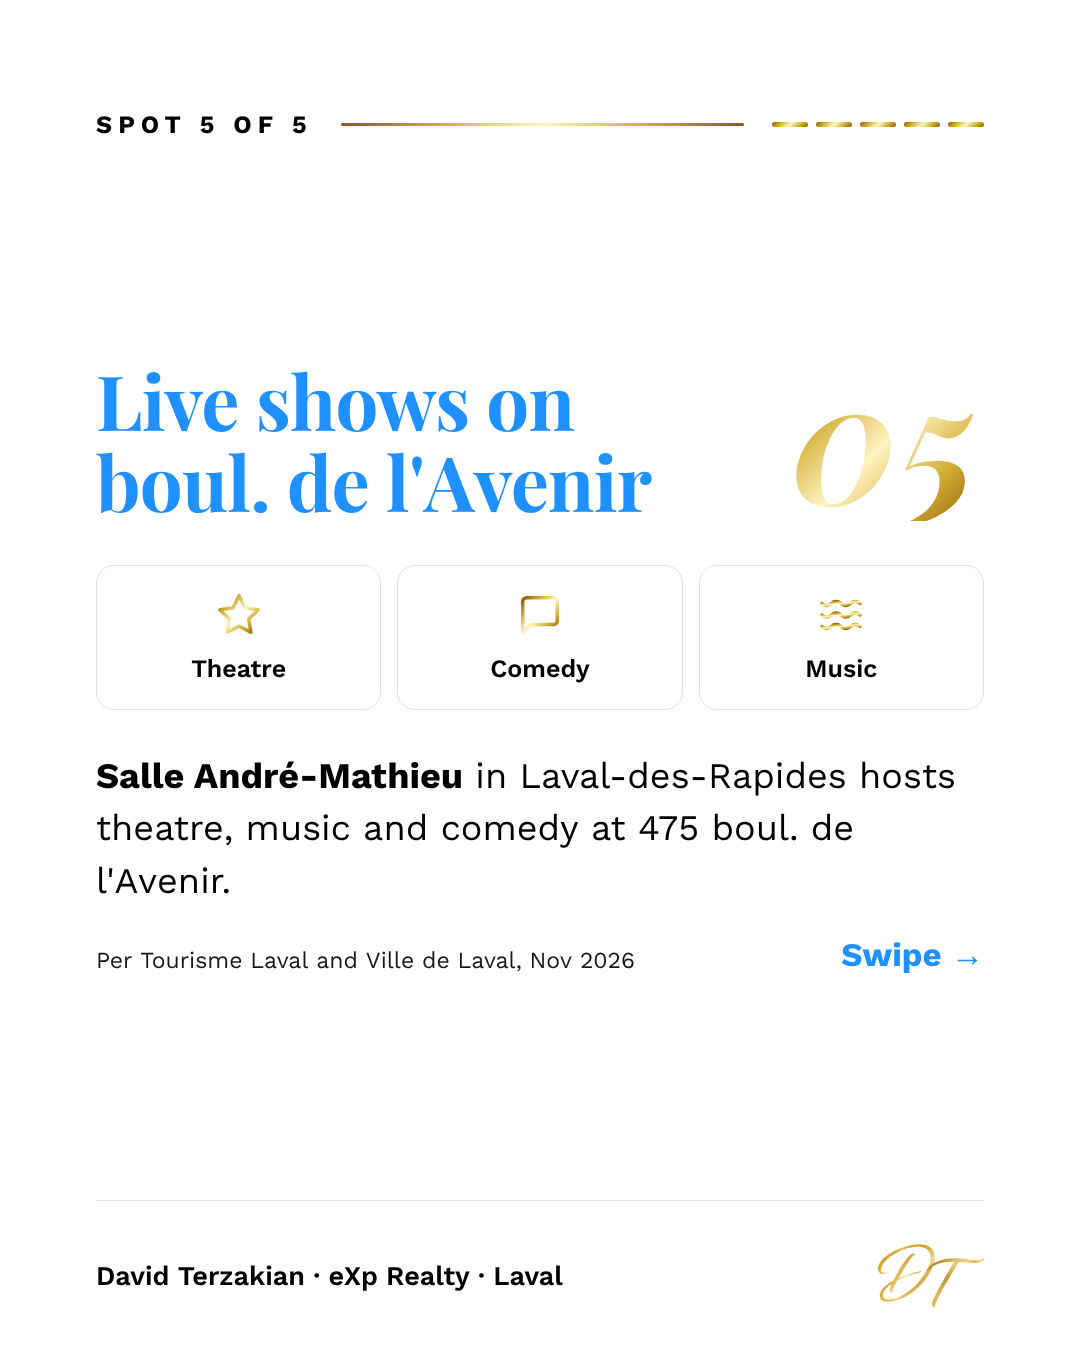 SPOT 5 OF 5
Live shows on
boul. de l'Avenir
05
Theatre
Comedy
Music
Salle André-Mathieu in Laval-des-Rapides hosts
theatre, music and comedy at 475 boul. de
l'Avenir.
Per Tourisme Laval and Ville de Laval, Nov 2026
Swipe →
David Terzakian · eXp Realty · Laval
DT